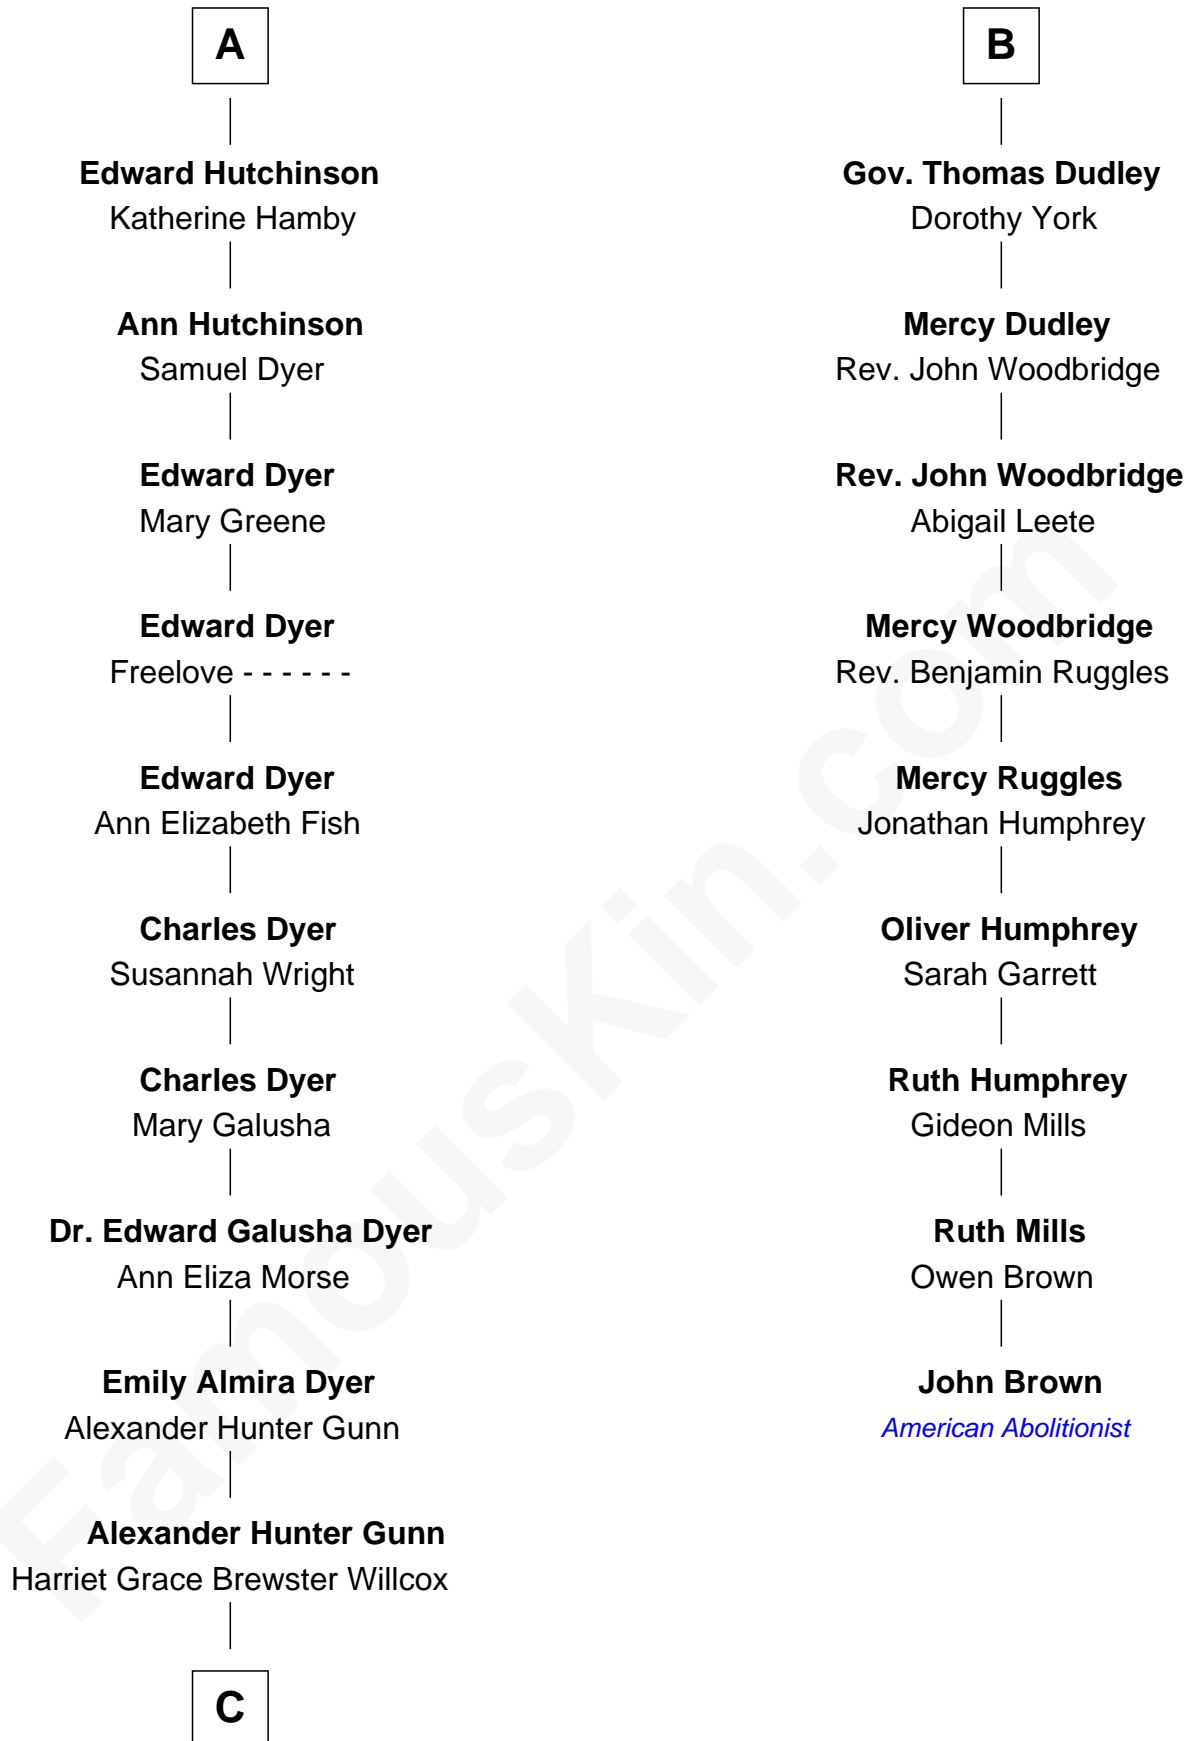 A
Edward Hutchinson
Katherine Hamby
Ann Hutchinson
Samuel Dyer
Edward Dyer
Mary Greene
Edward Dyer
Freelove - - - - - -
Edward Dyer
Ann Elizabeth Fish
Charles Dyer
Susannah Wright
Charles Dyer
Mary Galusha
Dr. Edward Galusha Dyer
Ann Eliza Morse
Emily Almira Dyer
Alexander Hunter Gunn
Alexander Hunter Gunn
Harriet Grace Brewster Willcox
C
B
Gov. Thomas Dudley
Dorothy York
Mercy Dudley
Rev. John Woodbridge
Rev. John Woodbridge
Abigail Leete
Mercy Woodbridge
Rev. Benjamin Ruggles
Mercy Ruggles
Jonathan Humphrey
Oliver Humphrey
Sarah Garrett
Ruth Humphrey
Gideon Mills
Ruth Mills
Owen Brown
John Brown
American Abolitionist
FamousKin.com